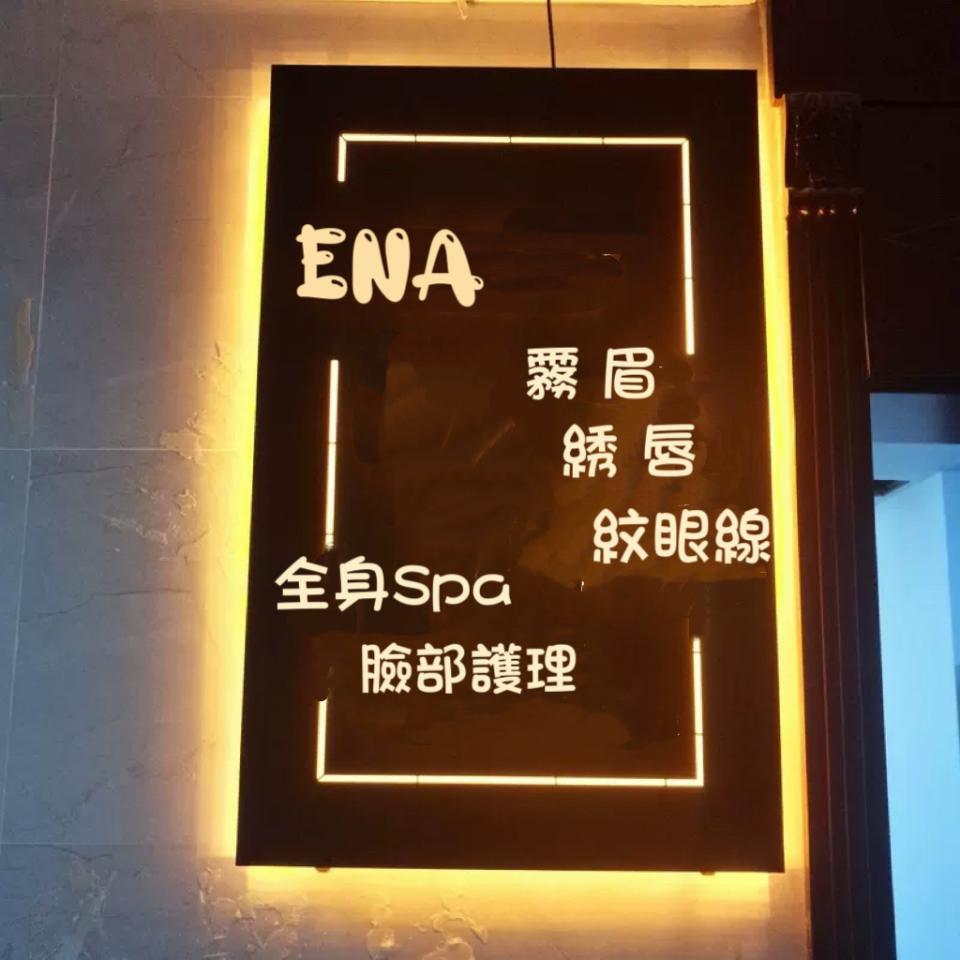 ENA
霧 眉
綉 唇
紋眼線
全身Spa
臉部護理